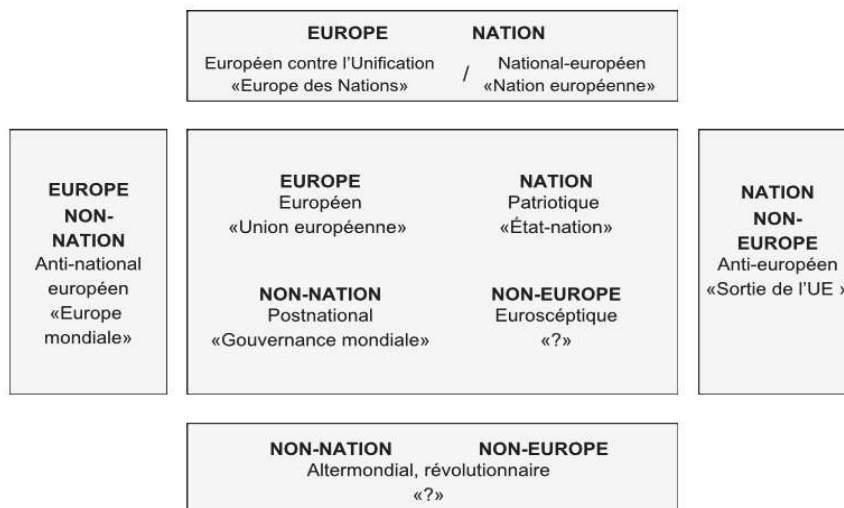 EUROPE NATION
Européen contre l'Unification / National-européen
«Europe des Nations» «Nation européenne»
EUROPE
NON-
NATION
Anti-national
européen
«Europe
mondiale»
EUROPE NATION
Européen Patriotique
«Union européenne» «État-nation»
NON-NATION NON-EUROPE
Postnational Euroscéptique
«Gouvernance mondiale» «?»
NATION
NON-
EUROPE
Anti-européen
«Sortie de l'UE »
NON-NATION NON-EUROPE
Altermondial, révolutionnaire
«?»